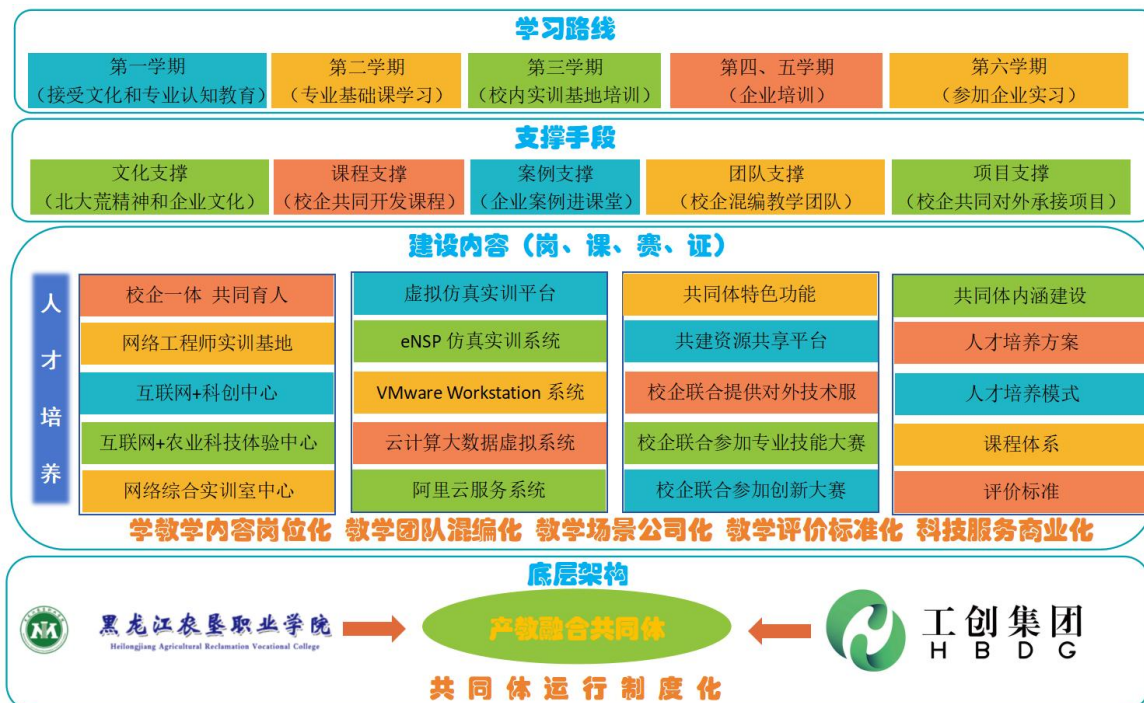 学习路线
第一学期 第二学期 第三学期 第四、五学期 第六学期
（接受文化和专业认知教育） （专业基础课学习） （校内实训基地培训） （企业培训） （参加企业实习）
支撑手段
文化支撑 课程支撑 案例支撑 团队支撑 项目支撑
（北大荒精神和企业文化） （校企共同开发课程） （企业案例进课堂） （校企混编教学团队） （校企共同对外承接项目）
建设内容（岗、课、赛、证）
人才培养
校企一体 共同育人 虚拟仿真实训平台 共同体特色功能 共同体内涵建设
网络工程师实训基地 eNSP 仿真实训系统 共建资源共享平台 人才培养方案
互联网+科创中心 VMware Workstation 系统 校企联合提供对外技术服 人才培养模式
互联网+农业科技体验中心 云计算大数据虚拟系统 校企联合参加专业技能大赛 课程体系
网络综合实训室中心 阿里云服务系统 校企联合参加创新大赛 评价标准
学教学内容岗位化 教学团队混编化 教学场景公司化 教学评价标准化 科技服务商业化
底层架构
黑龙江农垦职业学院 产教融合共同体 工创集团
Heilongjiang Agricultural Reclamation Vocational College HBDG
共同体运行制度化